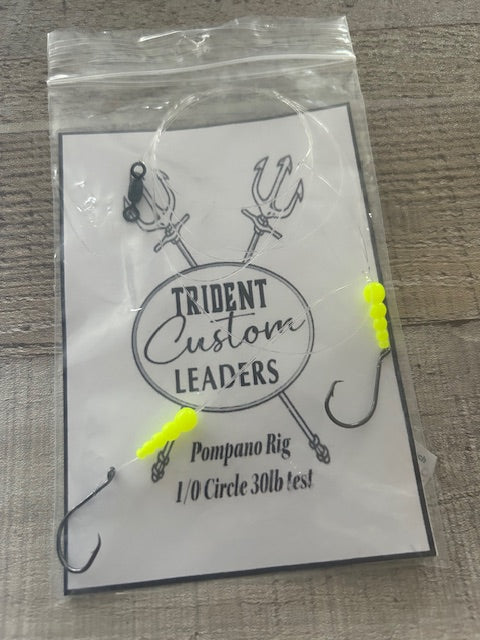 TRIDENT
Custom
LEADERS
Pompano Rig
1/0 Circle 30lb test